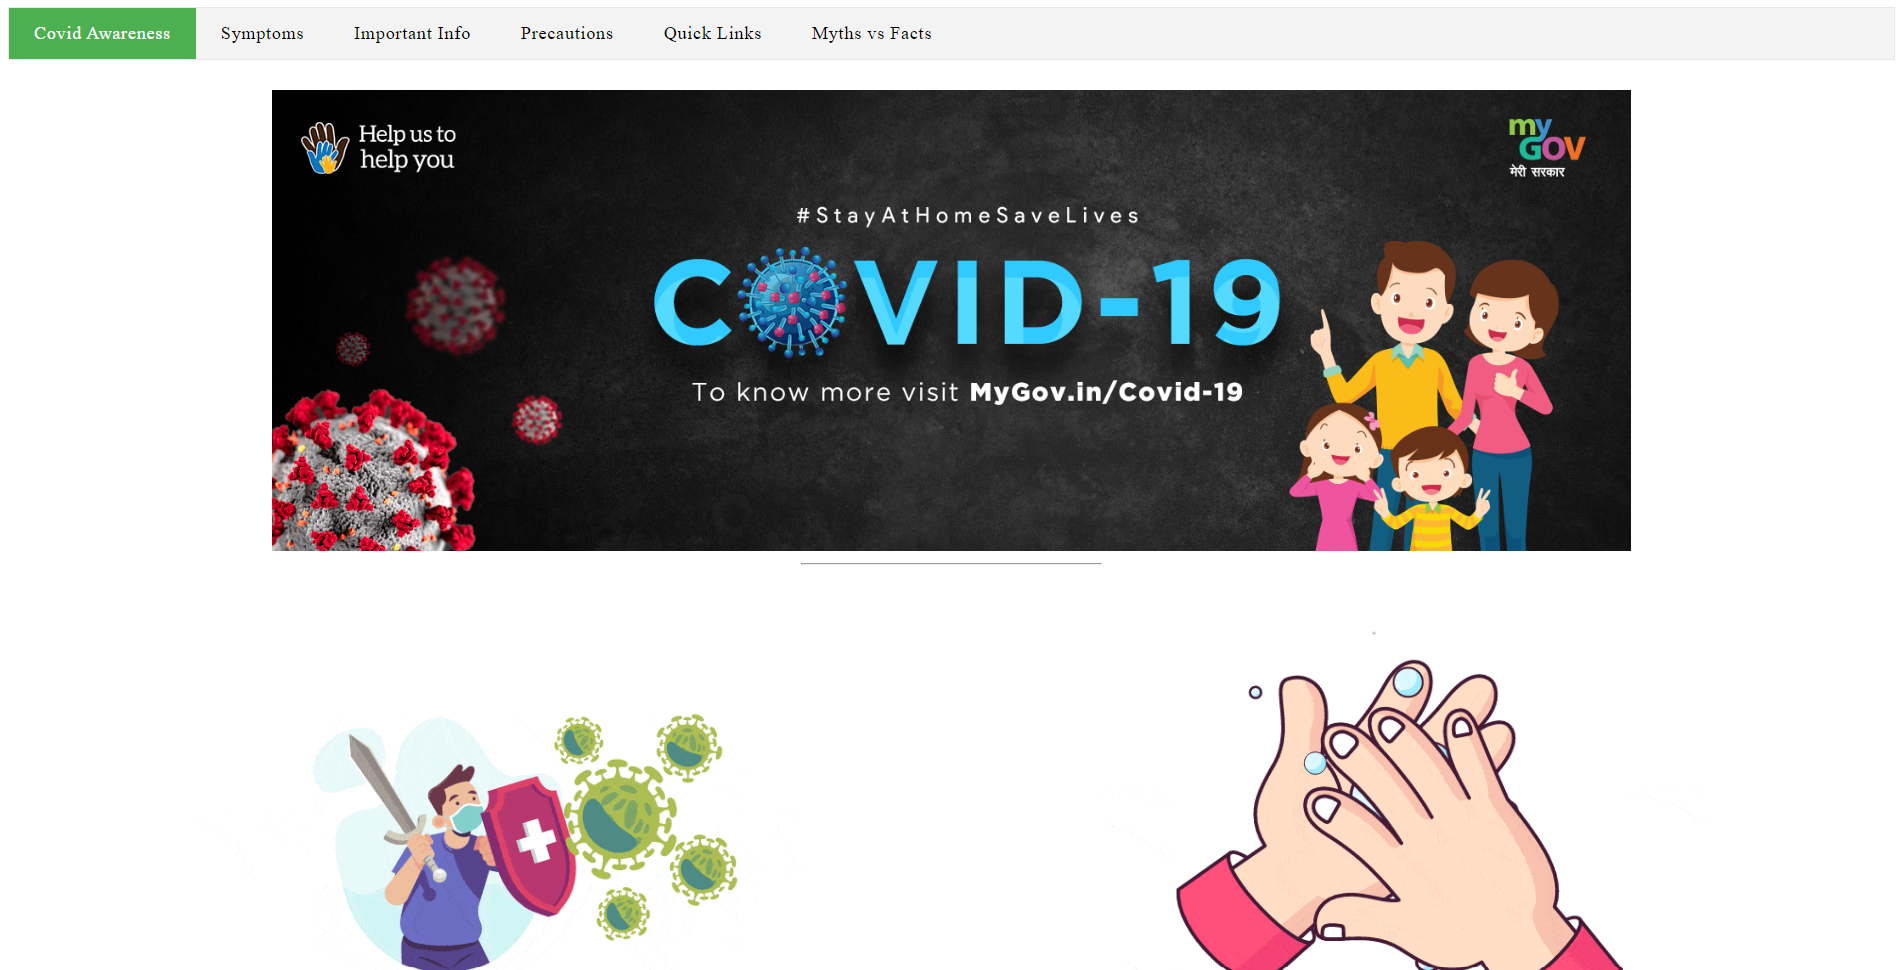 Covid Awareness Symptoms Important Info Precautions Quick Links Myths vs Facts
Help us to
help you
my
GOV
मेरी सरकार
#StayAtHomeSaveLives
COVID-19
To know more visit MyGov.in/Covid-19